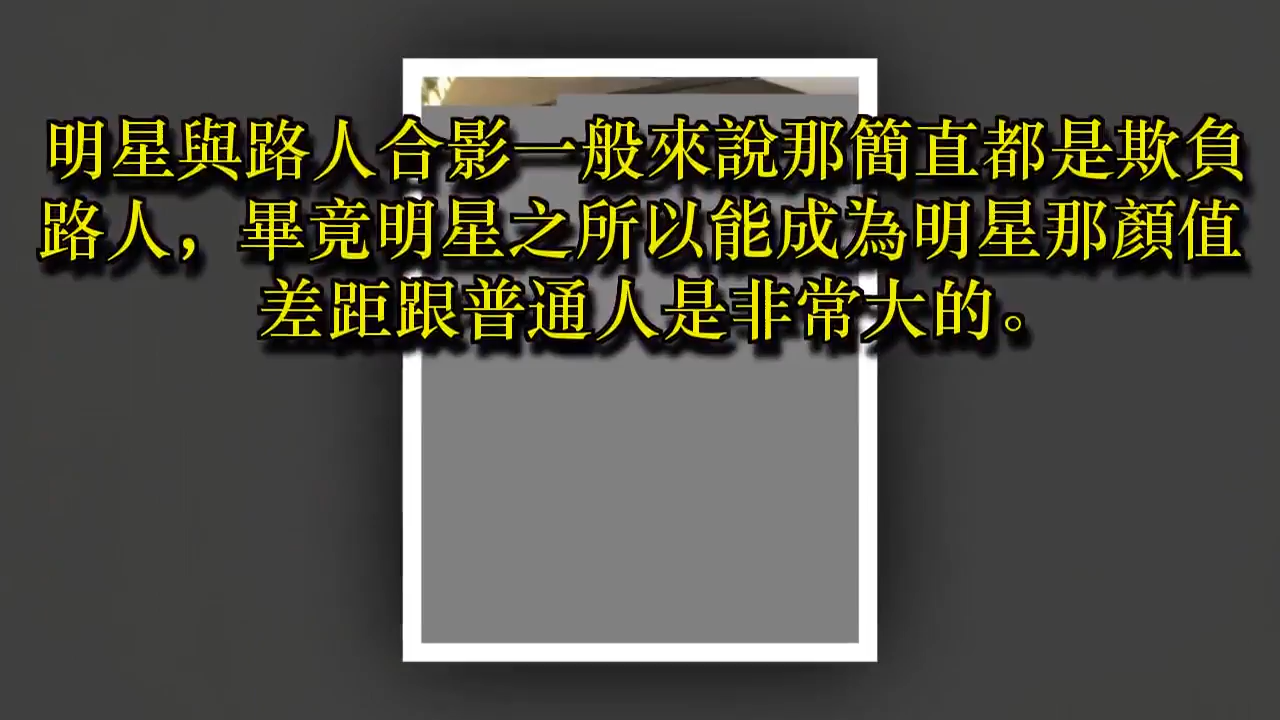 明星與路人合影一般來說那簡直都是欺負
路人，畢竟明星之所以能成為明星那顏值
差距跟普通人是非常大的。